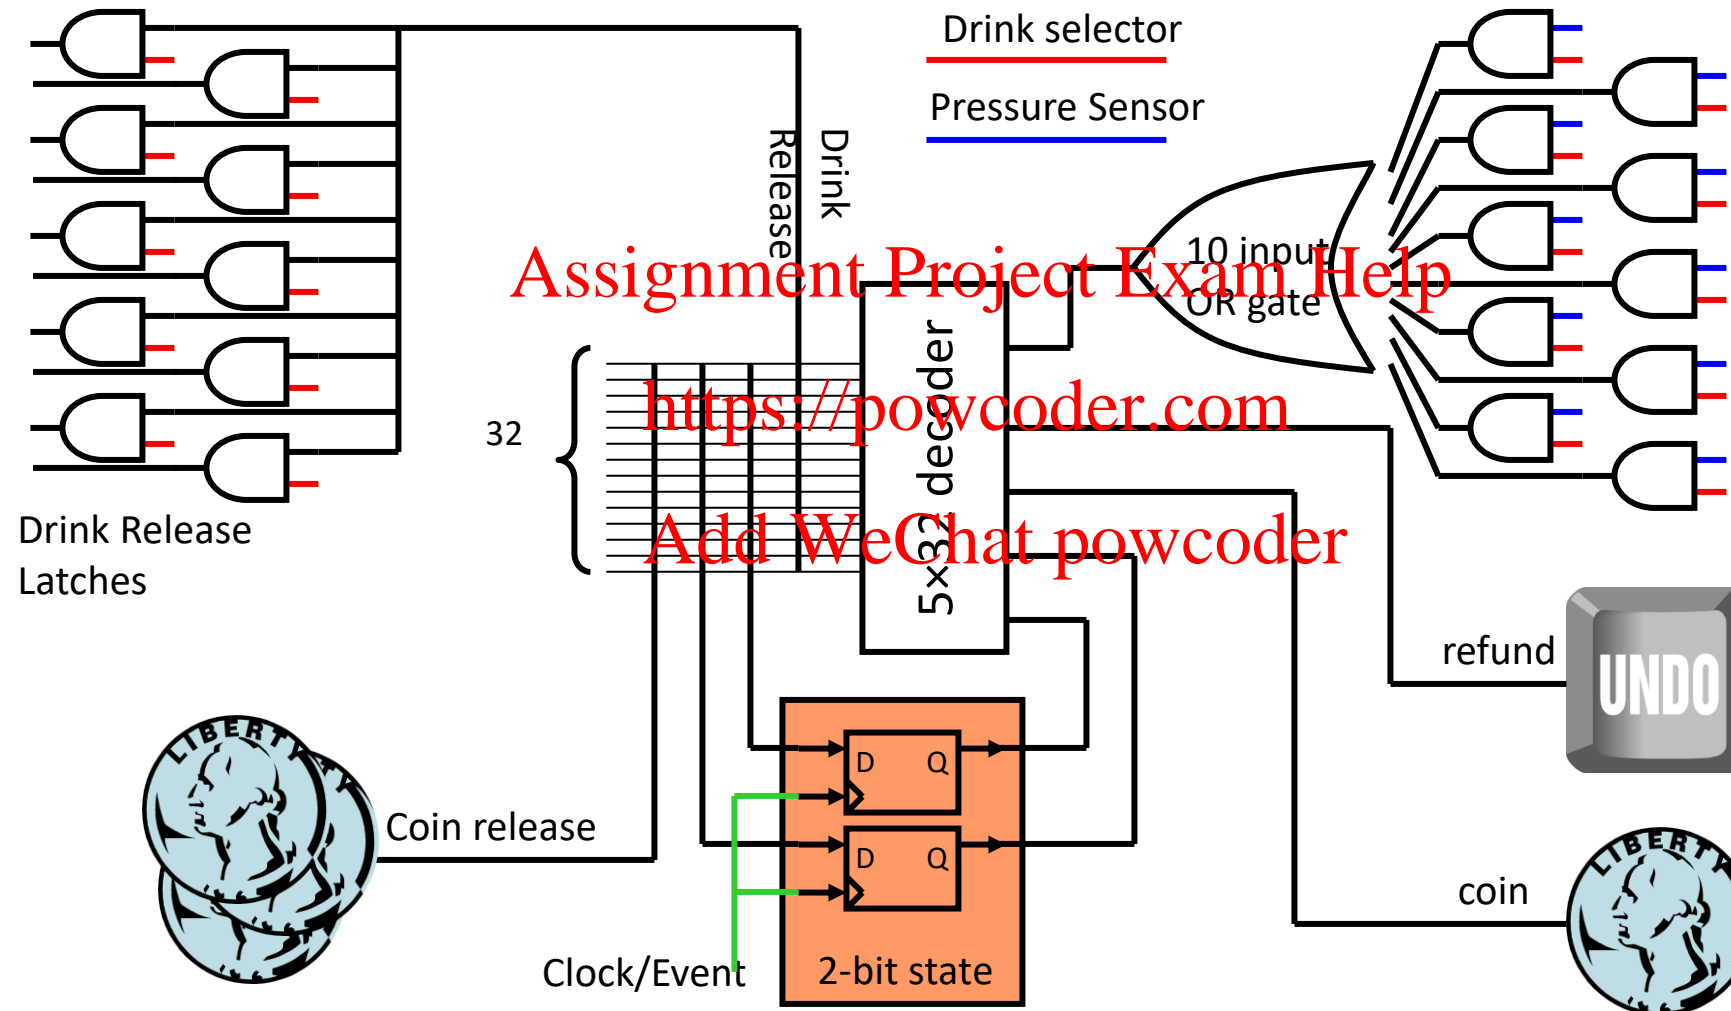 Drink selector
Pressure Sensor
Drink
Release
10 input
OR gate
Assignment Project Exam Help
5×32 decoder
https://powcoder.com
32
Add WeChat powcoder
Drink Release
Latches
refund
UNDO
LIBERTY
D Q
Coin release
D Q
LIBERTY
coin
Clock/Event
2-bit state